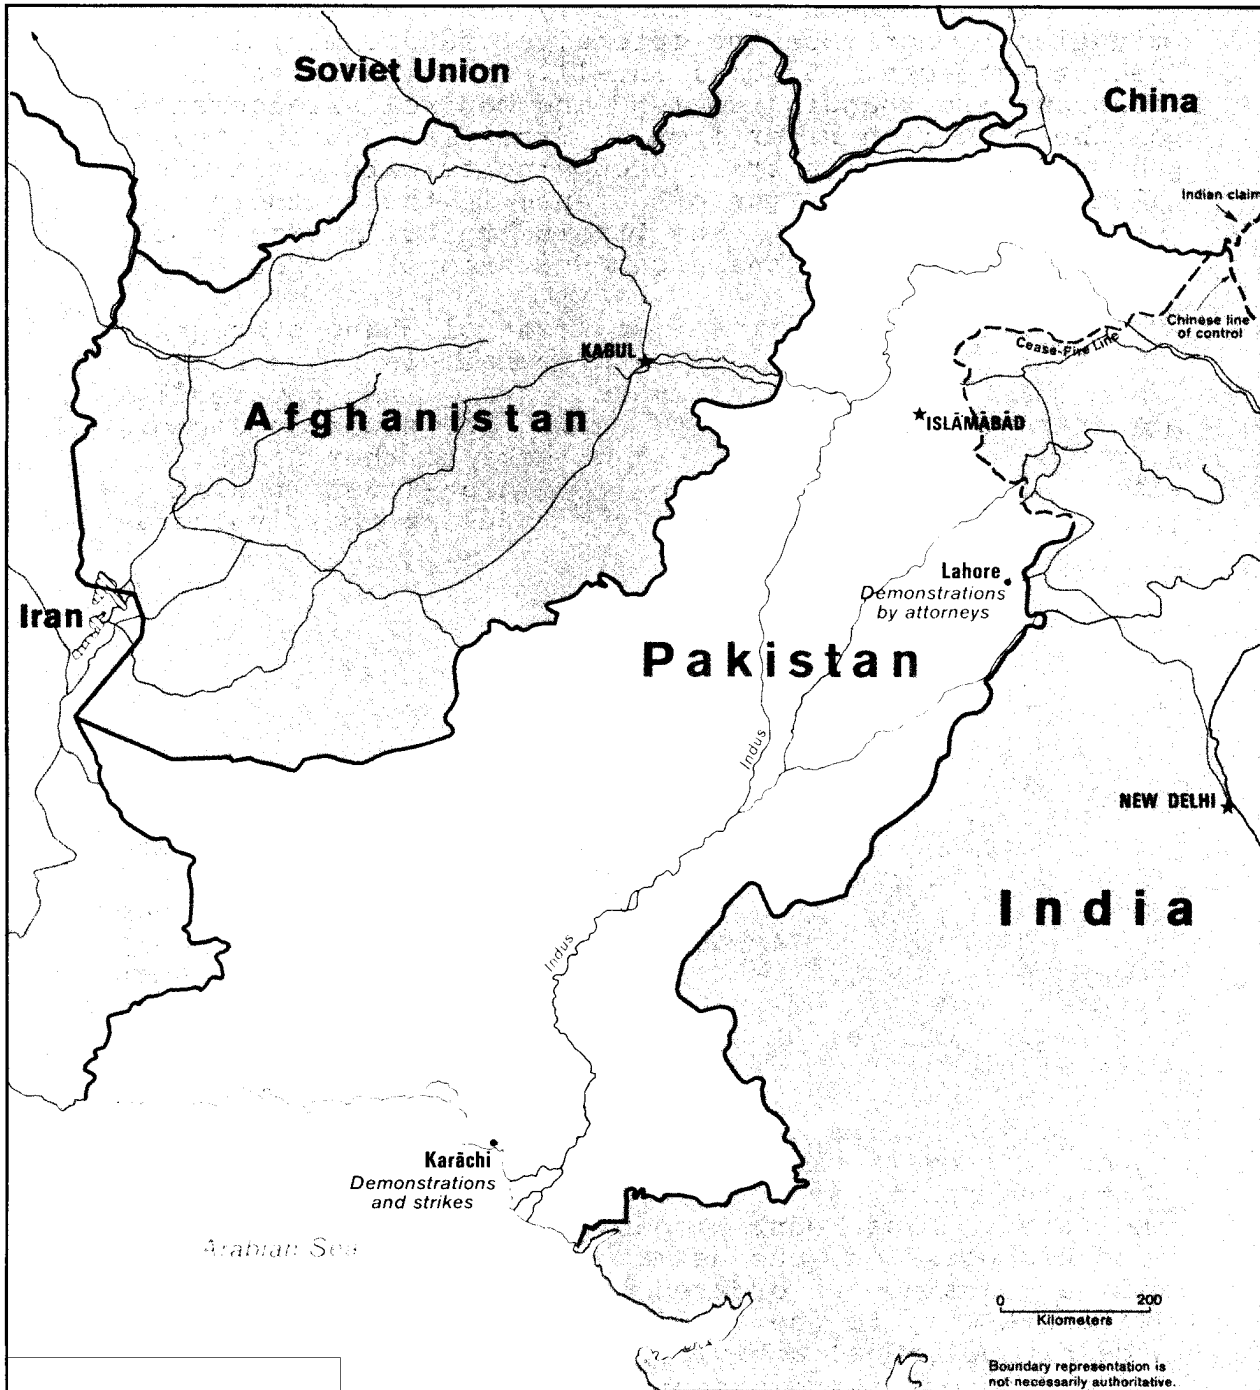 Soviet Union
China
Indian claim
Chinese line
of control
Cease-Fire Line
KABUL
Afghanistan
ISLĀMĀBĀD
Lahore
Demonstrations
by attorneys
Iran
Pakistan
Indus
NEW DELHI
India
Indus
Karāchi
Demonstrations
and strikes
Arabian Sea
0 200
Kilometers
Boundary representation is
not necessarily authoritative.